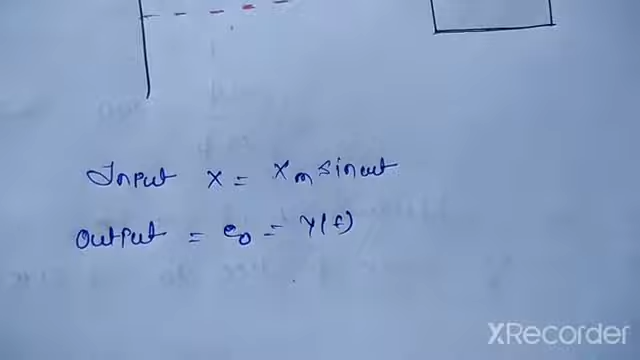 Input X = Xm sinωt
Output = eo = Y(t)
XRecorder